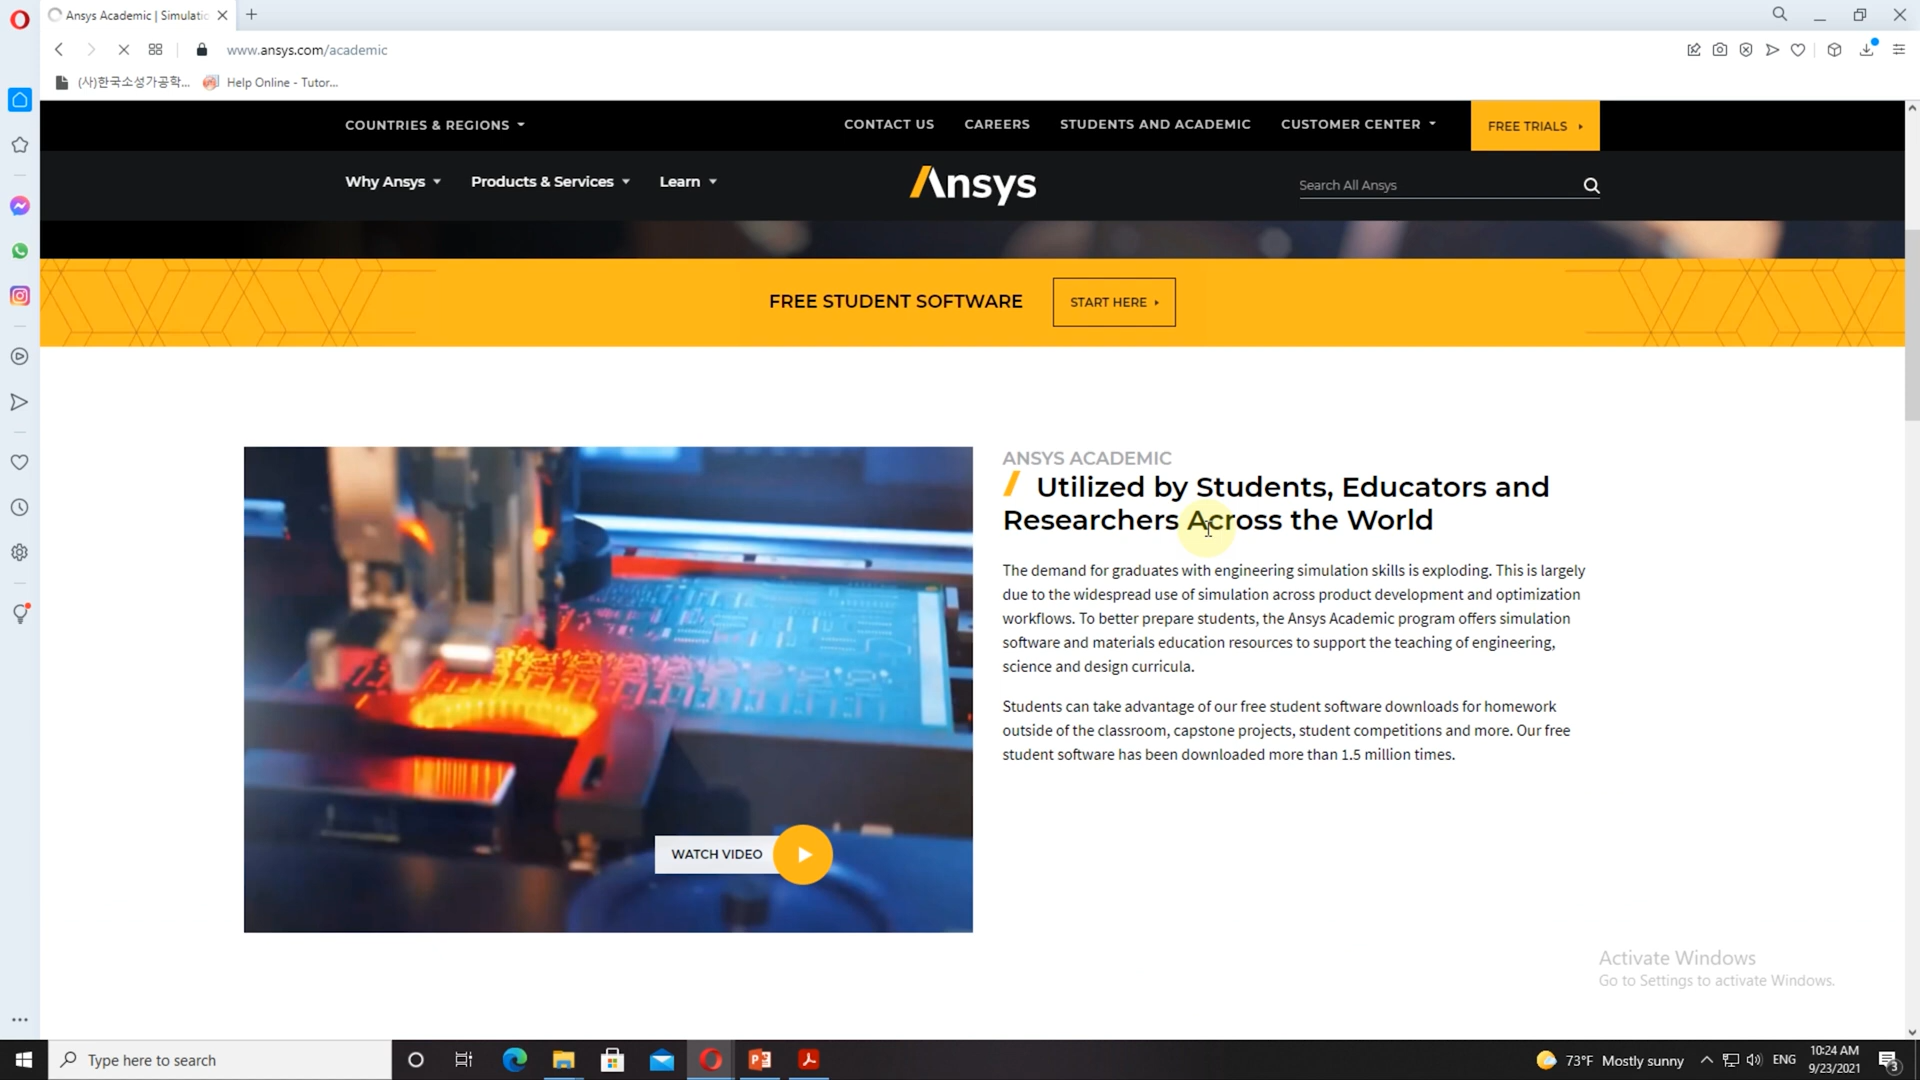 Ansys Academic | Simulatic
www.ansys.com/academic
(사)한국소성가공학...
Help Online - Tutor...
COUNTRIES & REGIONS
CONTACT US
CAREERS
STUDENTS AND ACADEMIC
CUSTOMER CENTER
FREE TRIALS
Why Ansys
Products & Services
Learn
Ansys
Search All Ansys
FREE STUDENT SOFTWARE
START HERE
ANSYS ACADEMIC
Utilized by Students, Educators and
Researchers Across the World
The demand for graduates with engineering simulation skills is exploding. This is largely
due to the widespread use of simulation across product development and optimization
workflows. To better prepare students, the Ansys Academic program offers simulation
software and materials education resources to support the teaching of engineering,
science and design curricula.
Students can take advantage of our free student software downloads for homework
outside of the classroom, capstone projects, student competitions and more. Our free
student software has been downloaded more than 1.5 million times.
WATCH VIDEO
Activate Windows
Go to Settings to activate Windows.
Type here to search
73°F Mostly sunny
ENG
10:24 AM
9/23/2021
3